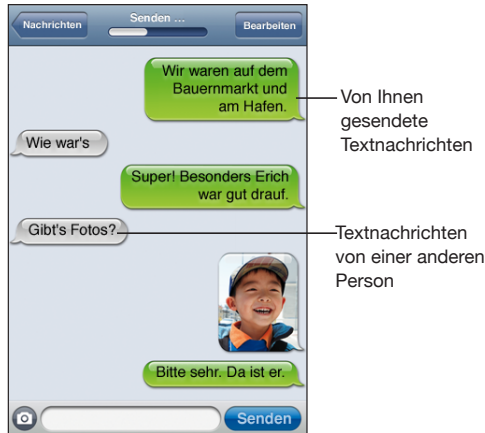 Nachrichten
Senden ...
Bearbeiten
Wir waren auf dem
Bauernmarkt und
am Hafen.
Von Ihnen
gesendete
Textnachrichten
Wie war's
Super! Besonders Erich
war gut drauf.
Gibt's Fotos?
Textnachrichten
von einer anderen
Person
Bitte sehr. Da ist er.
Senden